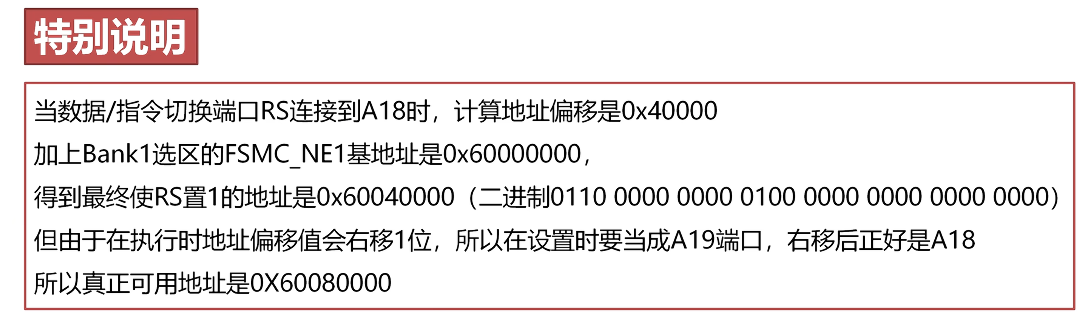 特别说明
当数据/指令切换端口RS连接到A18时，计算地址偏移是0x40000
加上Bank1选区的FSMC_NE1基地址是0x60000000，
得到最终使RS置1的地址是0x60040000（二进制0110 0000 0000 0100 0000 0000 0000 0000）
但由于在执行时地址偏移值会右移1位，所以在设置时要当成A19端口，右移后正好是A18
所以真正可用地址是0X60080000